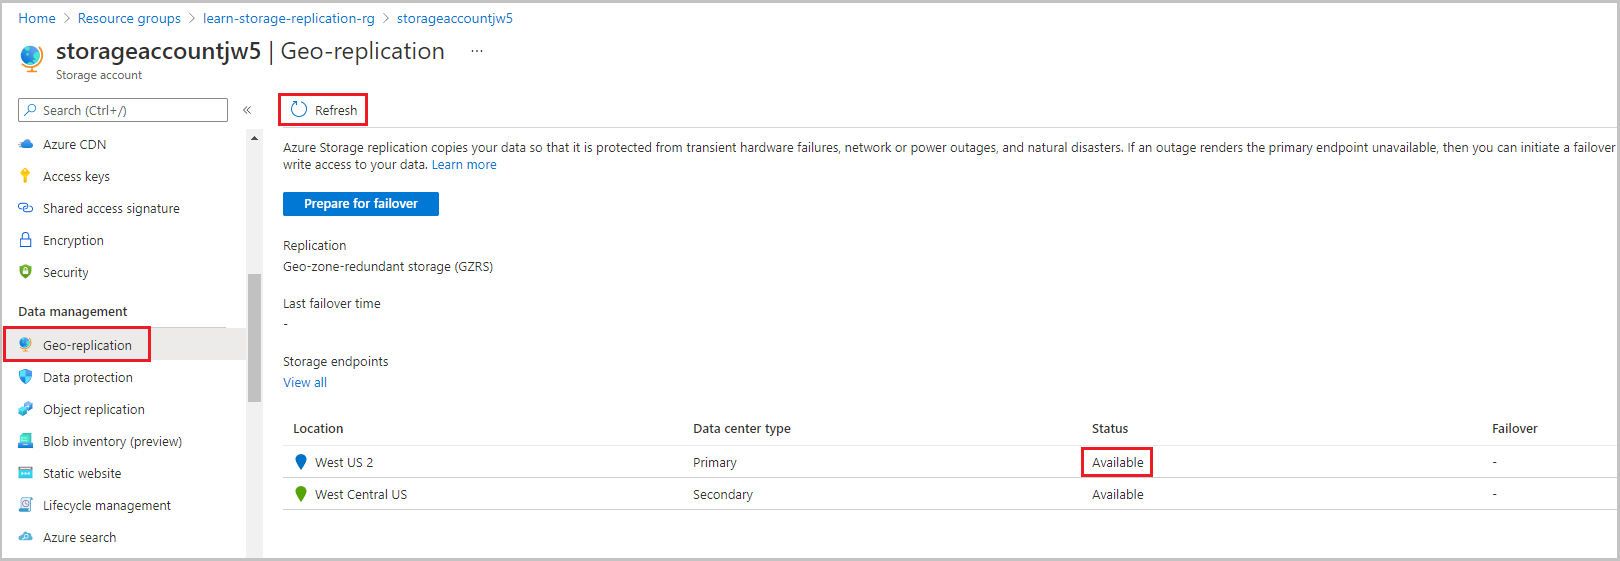 Home > Resource groups > learn-storage-replication-rg > storageaccountjw5
storageaccountjw5 | Geo-replication ...
Storage account
Search (Ctrl+/)
«
Azure CDN
Access keys
Shared access signature
Encryption
Security
Data management
Geo-replication
Data protection
Object replication
Blob inventory (preview)
Static website
Lifecycle management
Azure search
Refresh
Azure Storage replication copies your data so that it is protected from transient hardware failures, network or power outages, and natural disasters. If an outage renders the primary endpoint unavailable, then you can initiate a failover
write access to your data. Learn more
Prepare for failover
Replication
Geo-zone-redundant storage (GZRS)
Last failover time
-
Storage endpoints
View all
Location Data center type Status Failover
West US 2 Primary Available -
West Central US Secondary Available -